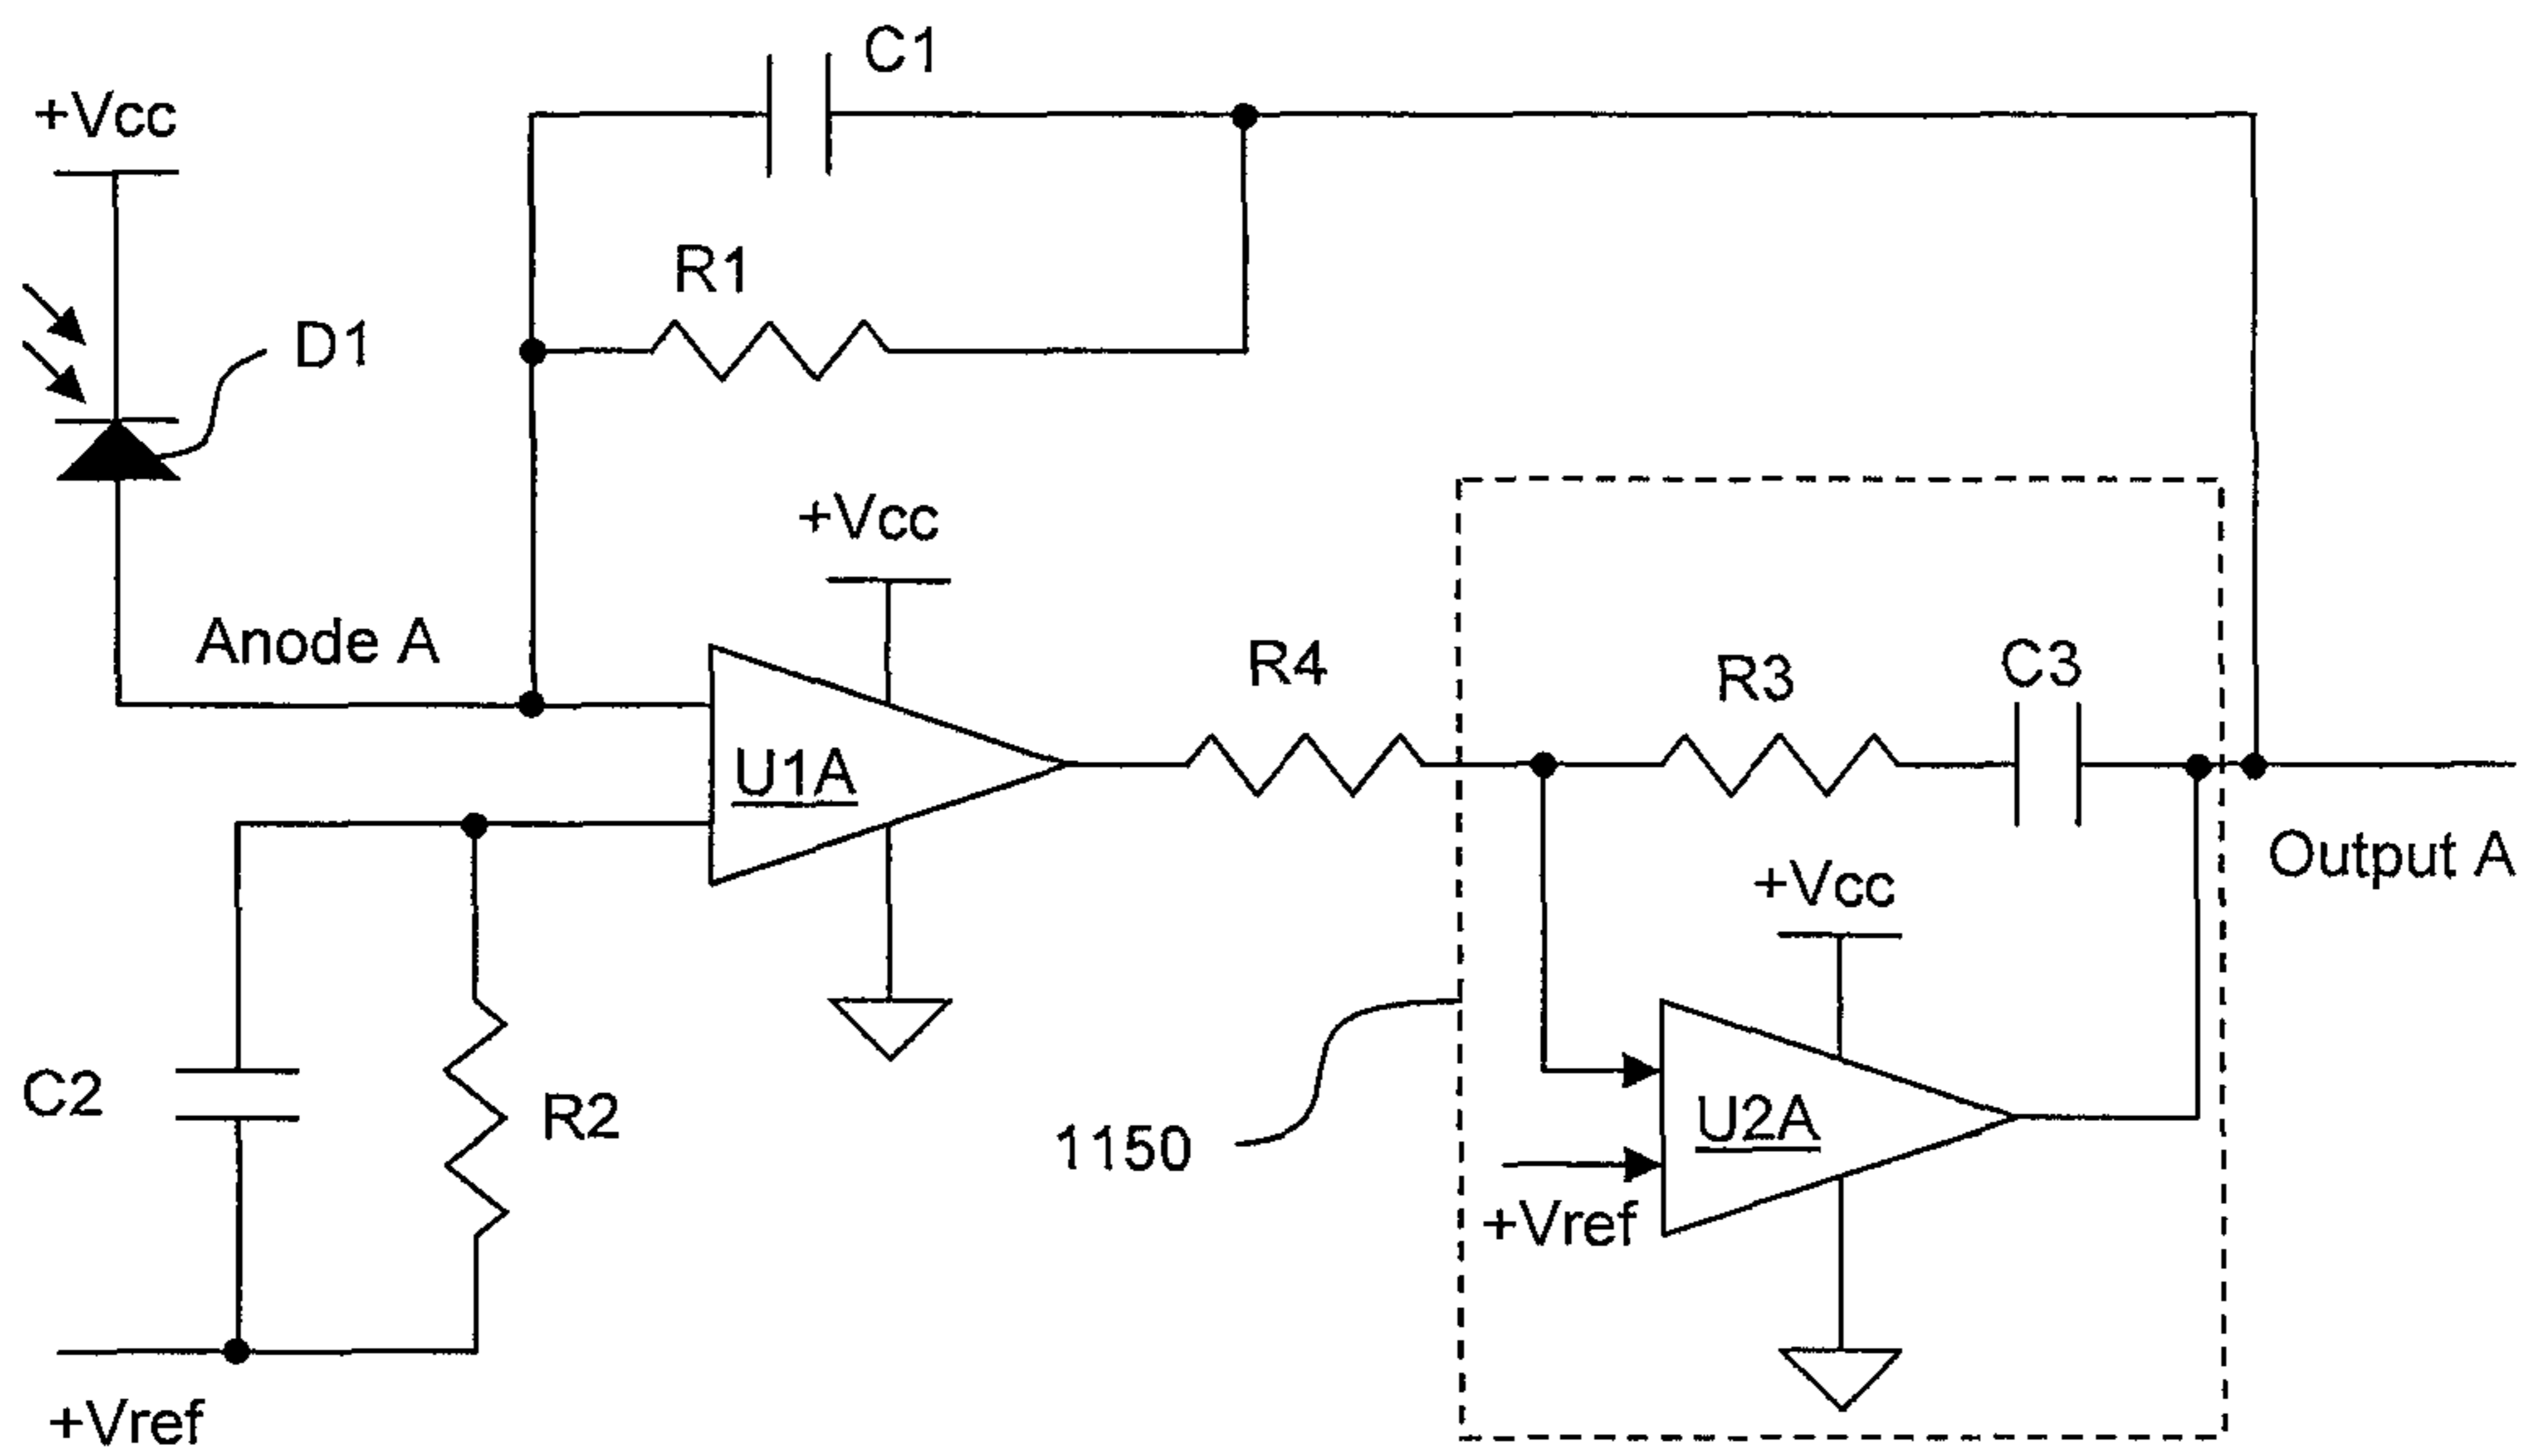 C1
+Vcc
R1
D1
+Vcc
Anode A
R4
R3
C3
U1A
Output A
+Vcc
C2
R2
1150
U2A
+Vref
+Vref